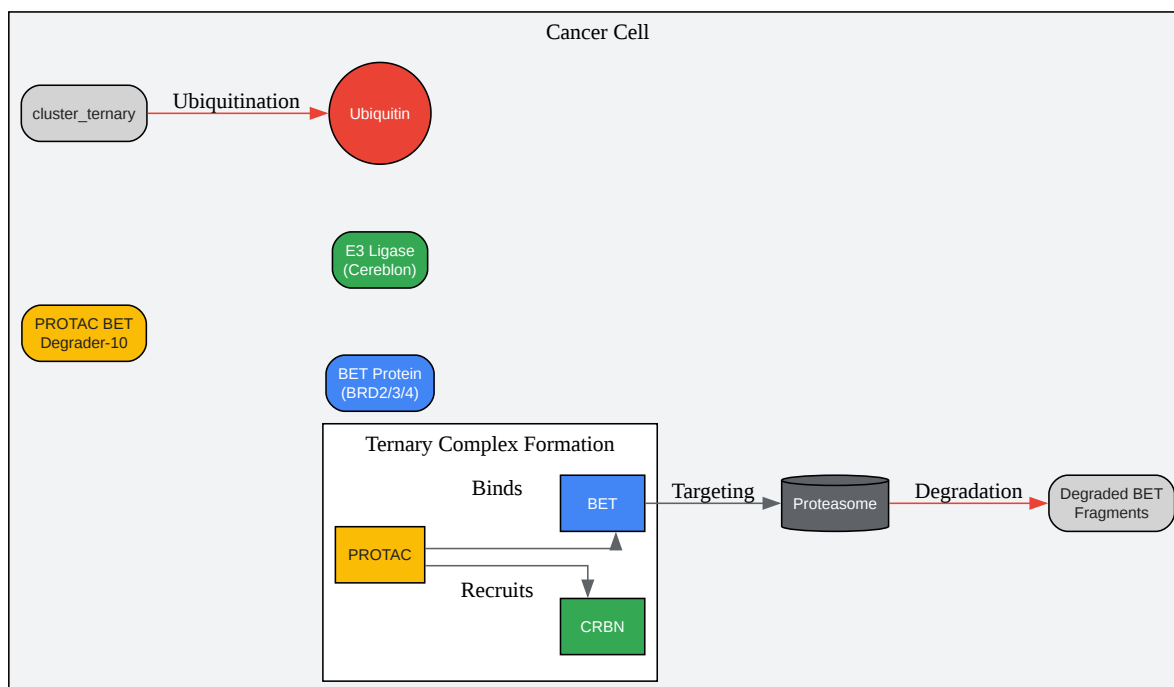 Cancer Cell
cluster_ternary
Ubiquitination
Ubiquitin
E3 Ligase
(Cereblon)
PROTAC BET
Degrader-10
BET Protein
(BRD2/3/4)
Ternary Complex Formation
Binds
BET
Targeting
Proteasome
Degradation
Degraded BET
Fragments
PROTAC
Recruits
CRBN